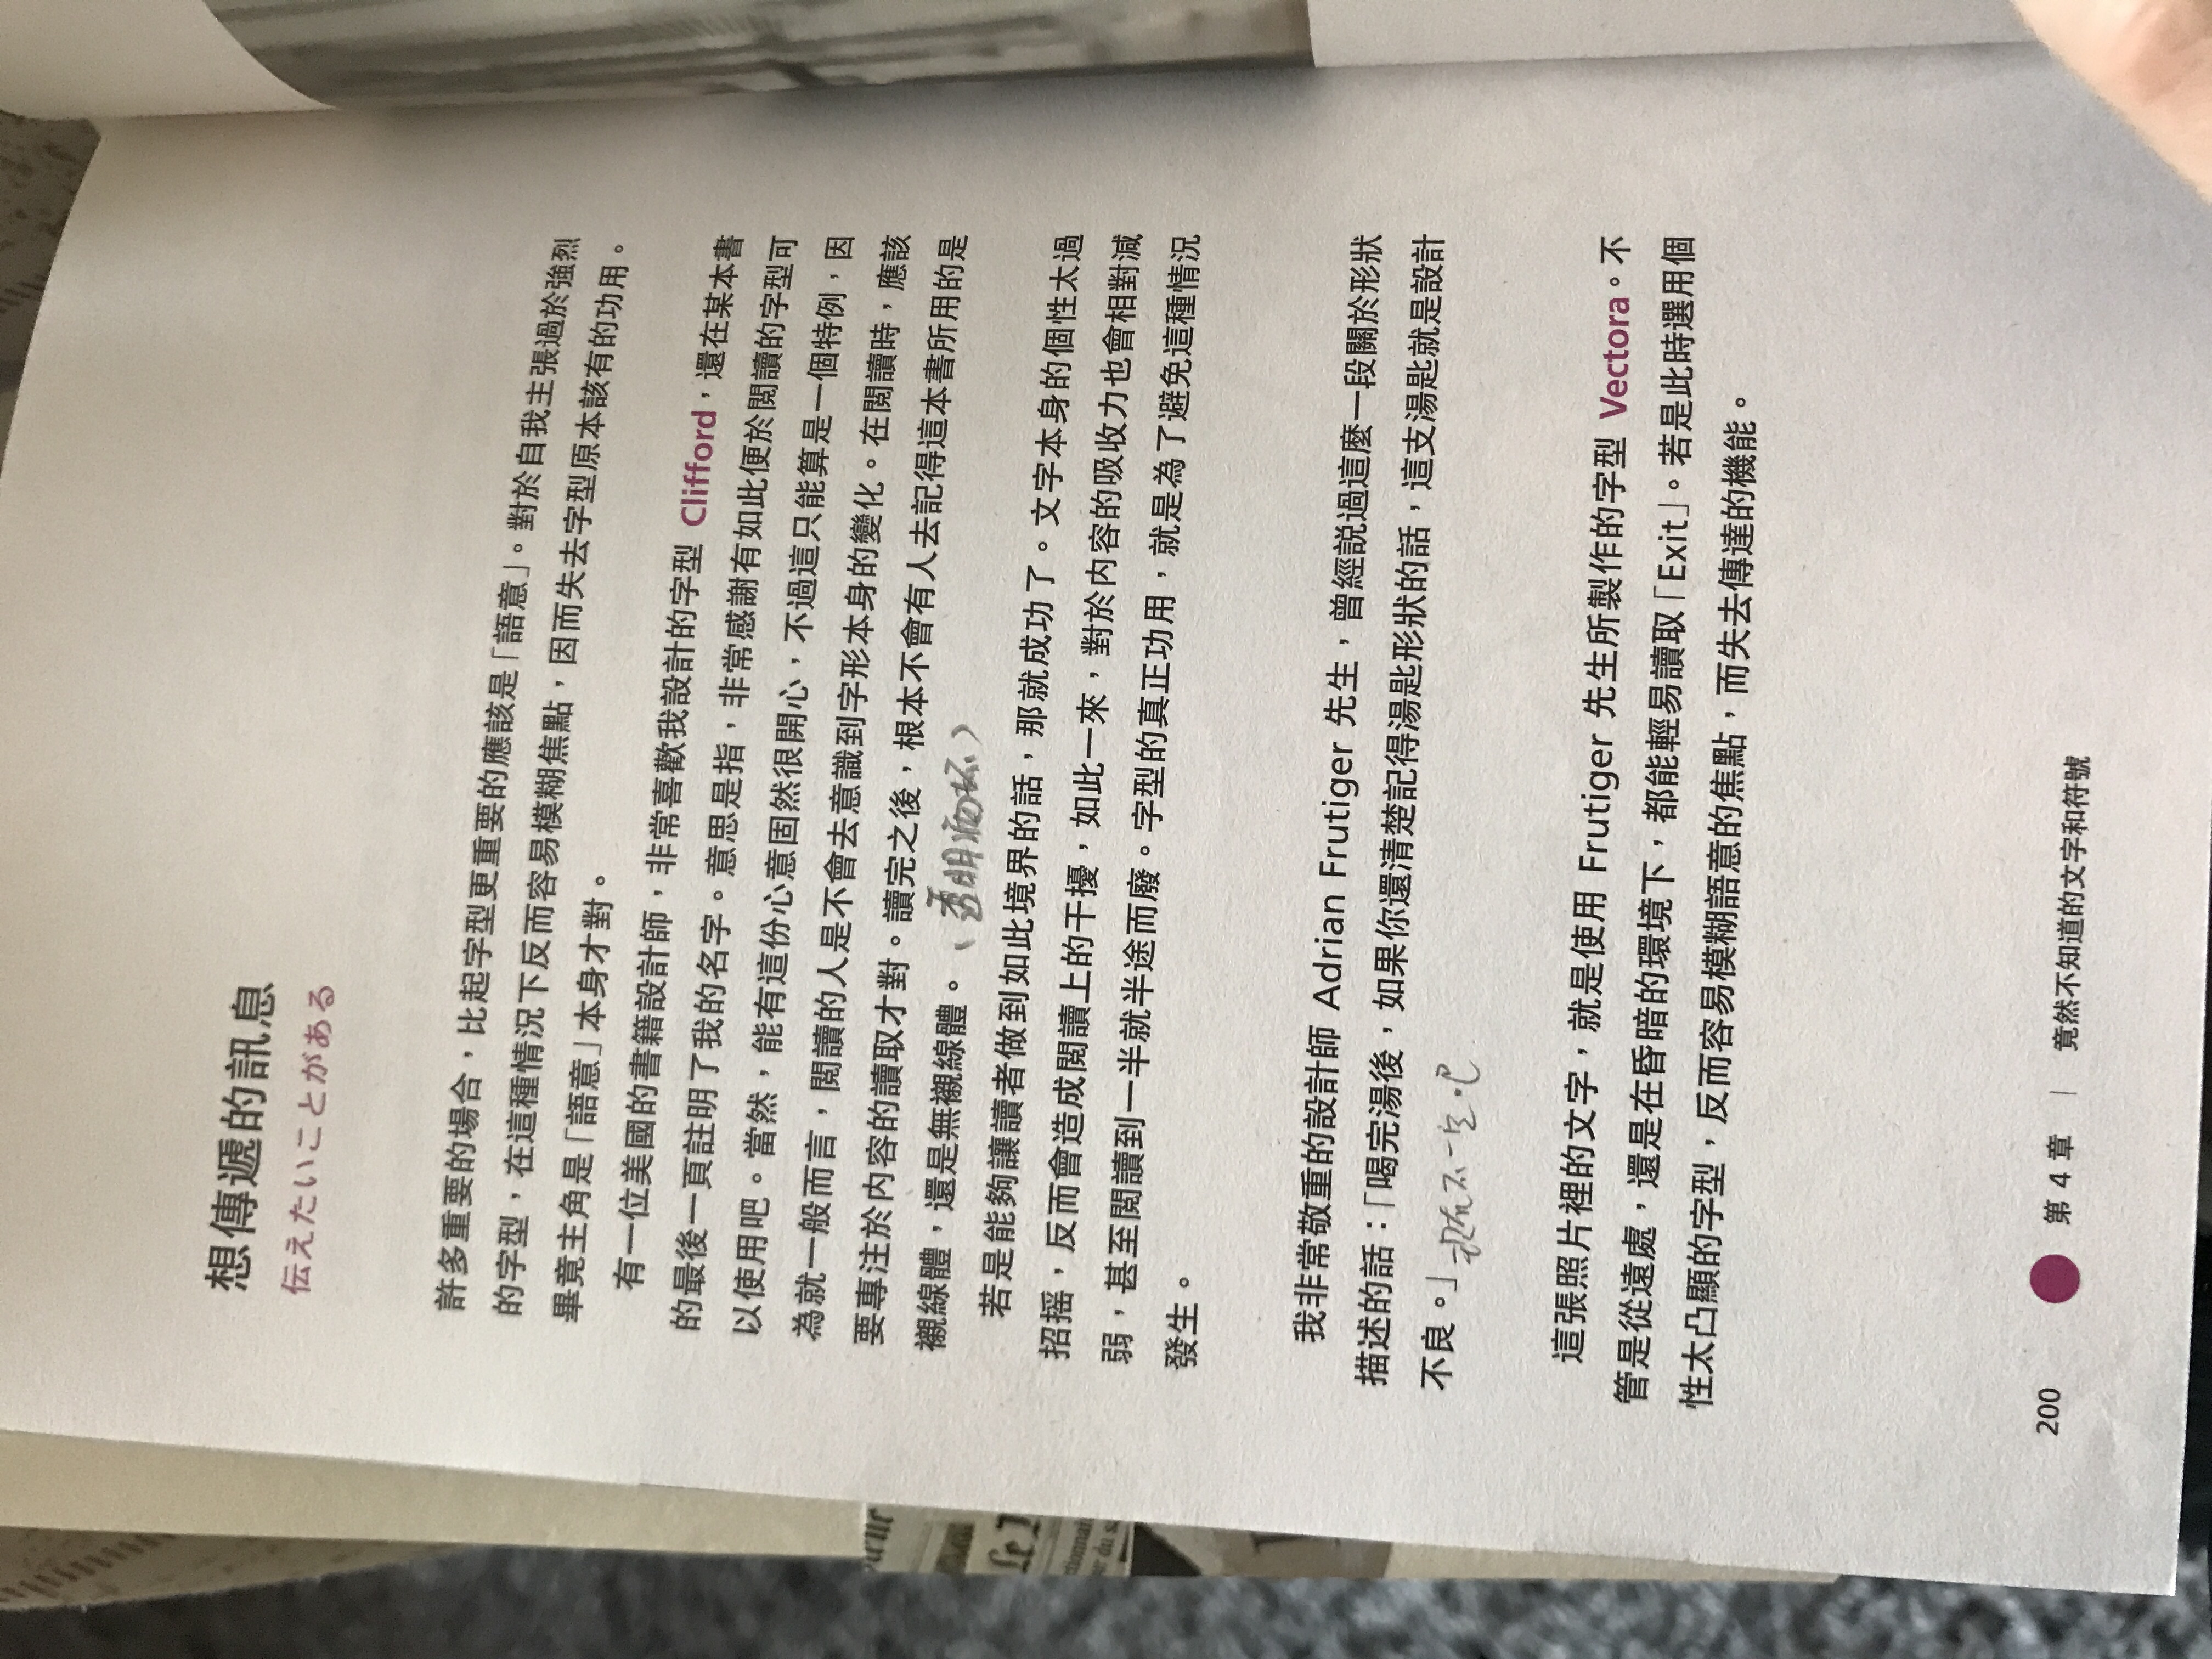 想傳遞的訊息
伝えたいことがある
許多重要的場合，比起字型更重要的應該是「語意」。對於自我主張過於強烈
的字型，在這種情況下反而容易模糊焦點，因而失去字型原本該有的功用。
畢竟主角是「語意」本身才對。
有一位美國的書籍設計師，非常喜歡我設計的字型 Clifford，還在某本書
的最後一頁註明了我的名字。意思是指，非常感謝有如此便於閱讀的字型可
以使用吧。當然，能有這份心意固然很開心，不過這只能算是一個特例，因
為就一般而言，閱讀的人是不會去意識到字形本身的變化。在閱讀時，應該
要專注於內容的讀取才對。讀完之後，根本不會有人去記得這本書所用的是
襯線體，還是無襯線體。（透明酒杯）
若是能夠讓讀者做到如此境界的話，那就成功了。文字本身的個性太過
招搖，反而會造成閱讀上的干擾，如此一來，對於內容的吸收力也會相對減
弱，甚至閱讀到一半就半途而廢。字型的真正功用，就是為了避免這種情況
發生。
我非常敬重的設計師 Adrian Frutiger 先生，曾經說過這麼一段關於形狀
描述的話：「喝完湯後，如果你還清楚記得湯匙形狀的話，這支湯匙就是設計
不良。」不一定吧
這張照片裡的文字，就是使用 Frutiger 先生所製作的字型 Vectora。不
管是從遠處，還是在昏暗的環境下，都能輕易讀取「Exit」。若是此時選用個
性太凸顯的字型，反而容易模糊語意的焦點，而失去傳達的機能。
200 第 4 章 | 竟然不知道的文字和符號